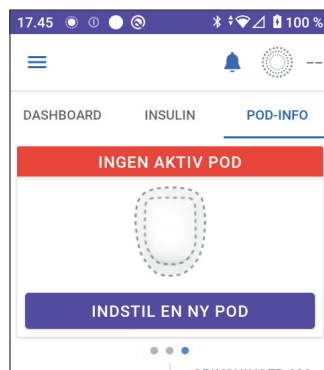 17.45 100 %
--
DASHBOARD INSULIN POD-INFO
INGEN AKTIV POD
INDSTIL EN NY POD